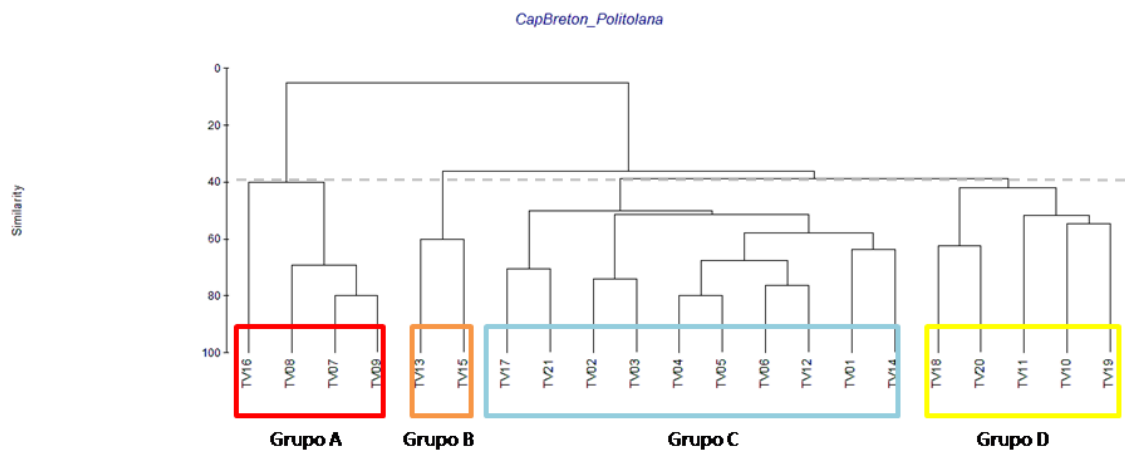 CapBreton_Politolana
Similarity
0
20
40
60
80
100
TV16
TV08
TV07
TV09
TV13
TV15
TV17
TV21
TV02
TV03
TV04
TV05
TV06
TV12
TV01
TV14
TV18
TV20
TV11
TV10
TV19
Grupo A
Grupo B
Grupo C
Grupo D